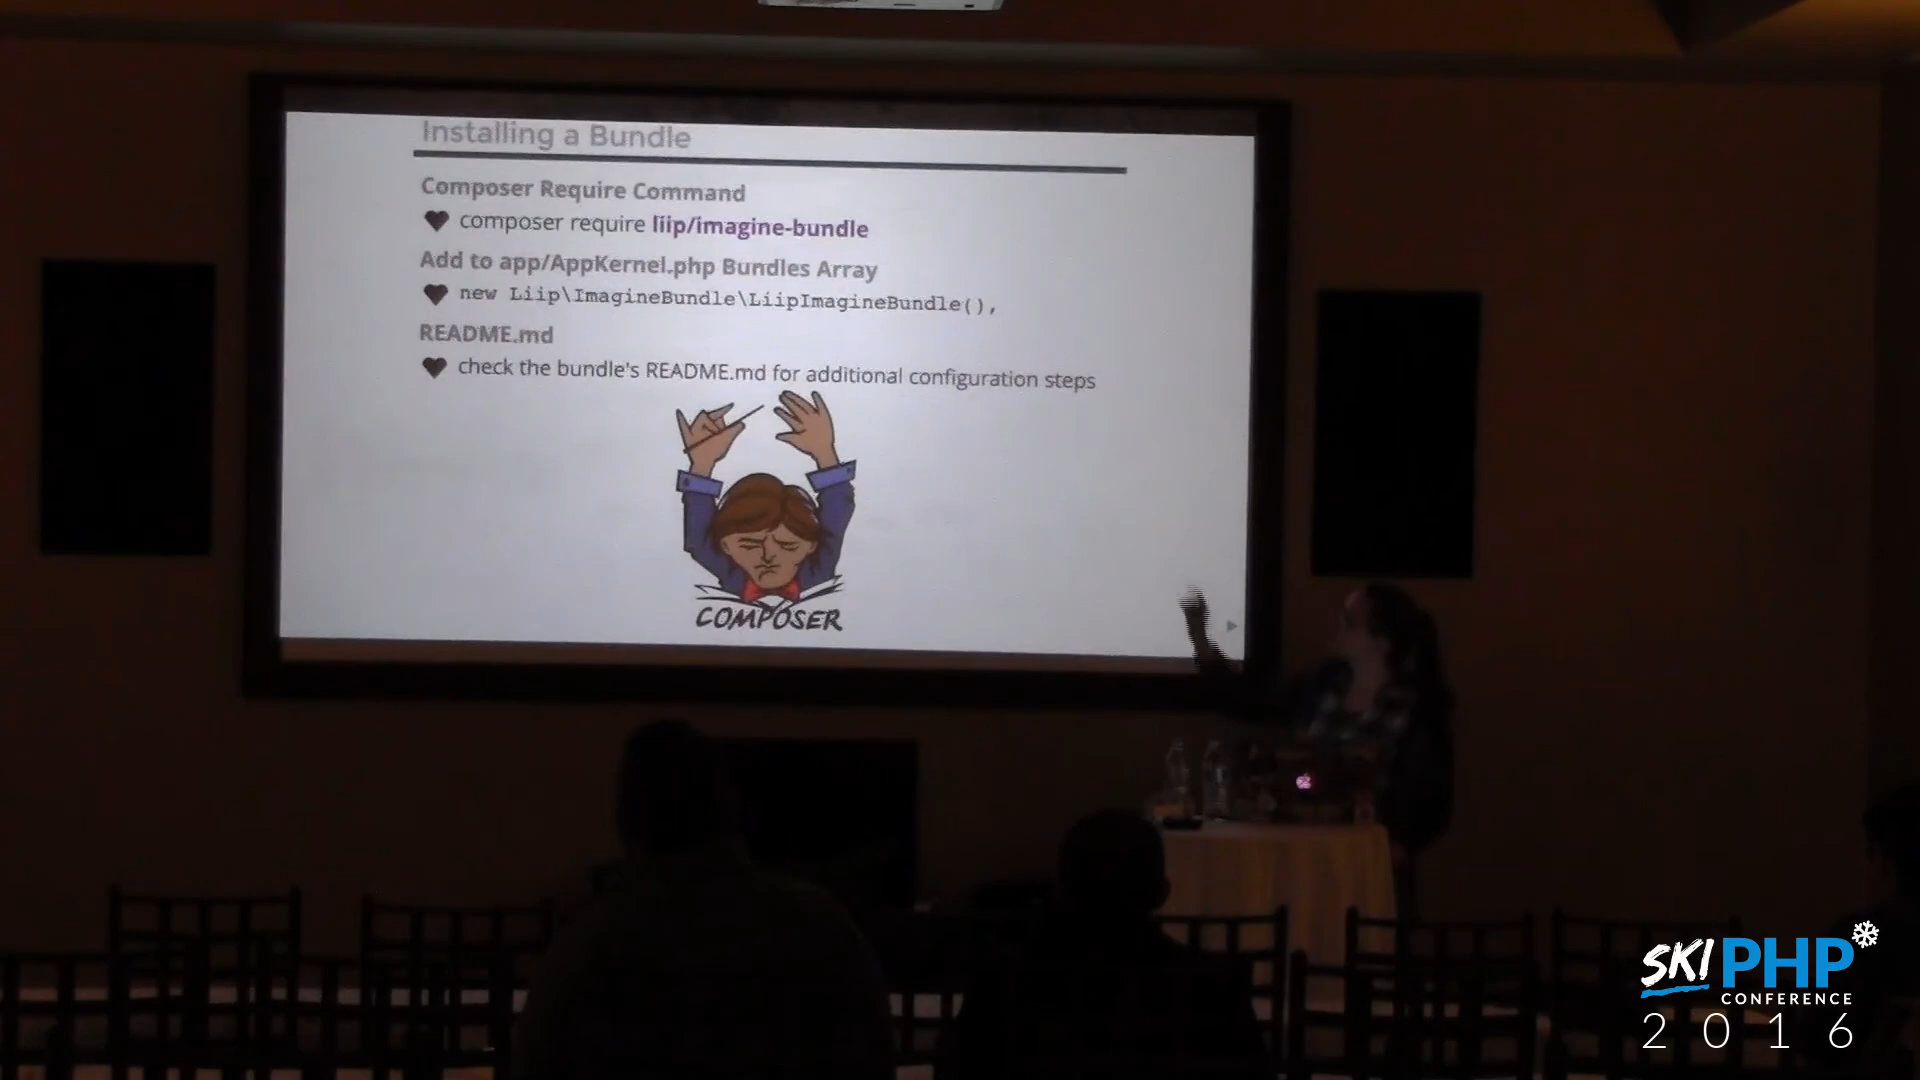 Installing a Bundle
Composer Require Command
composer require liip/imagine-bundle
Add to app/AppKernel.php Bundles Array
new Liip\ImagineBundle\LiipImagineBundle(),
README.md
check the bundle's README.md for additional configuration steps
COMPOSER
SKI PHP
CONFERENCE
2016